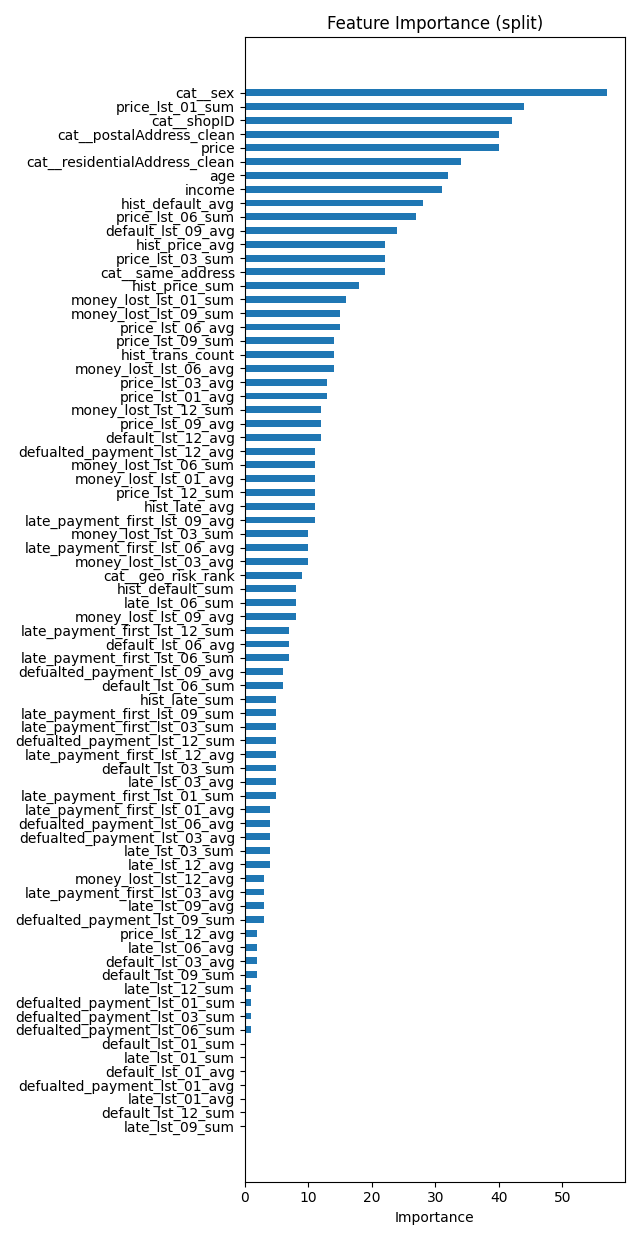 Feature Importance (split)
cat__sex
price_lst_01_sum
cat__shopID
cat__postalAddress_clean
price
cat__residentialAddress_clean
age
income
hist_default_avg
price_lst_06_sum
default_lst_09_avg
hist_price_avg
price_lst_03_sum
cat__same_address
hist_price_sum
money_lost_lst_01_sum
money_lost_lst_09_sum
price_lst_06_avg
price_lst_09_sum
hist_trans_count
money_lost_lst_06_avg
price_lst_03_avg
price_lst_01_avg
money_lost_lst_12_sum
price_lst_09_avg
default_lst_12_avg
defualted_payment_lst_12_avg
money_lost_lst_06_sum
money_lost_lst_01_avg
price_lst_12_sum
hist_late_avg
late_payment_first_lst_09_avg
money_lost_lst_03_sum
late_payment_first_lst_06_avg
money_lost_lst_03_avg
cat__geo_risk_rank
hist_default_sum
late_lst_06_sum
money_lost_lst_09_avg
late_payment_first_lst_12_sum
default_lst_06_avg
late_payment_first_lst_06_sum
defualted_payment_lst_09_avg
default_lst_06_sum
hist_late_sum
late_payment_first_lst_09_sum
late_payment_first_lst_03_sum
defualted_payment_lst_12_sum
late_payment_first_lst_12_avg
default_lst_03_sum
late_lst_03_avg
late_payment_first_lst_01_sum
late_payment_first_lst_01_avg
defualted_payment_lst_06_avg
defualted_payment_lst_03_avg
late_lst_03_sum
late_lst_12_avg
money_lost_lst_12_avg
late_payment_first_lst_03_avg
late_lst_09_avg
defualted_payment_lst_09_sum
price_lst_12_avg
late_lst_06_avg
default_lst_03_avg
default_lst_09_sum
late_lst_12_sum
defualted_payment_lst_01_sum
defualted_payment_lst_03_sum
defualted_payment_lst_06_sum
default_lst_01_sum
late_lst_01_sum
default_lst_01_avg
defualted_payment_lst_01_avg
late_lst_01_avg
default_lst_12_sum
late_lst_09_sum
0 10 20 30 40 50
Importance